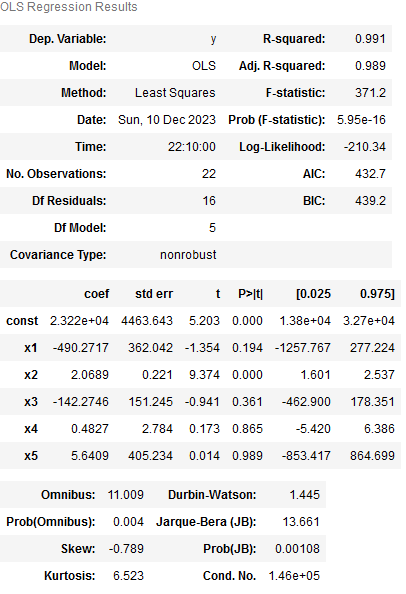 OLS Regression Results
Dep. Variable: y R-squared: 0.991
Model: OLS Adj. R-squared: 0.989
Method: Least Squares F-statistic: 371.2
Date: Sun, 10 Dec 2023 Prob (F-statistic): 5.95e-16
Time: 22:10:00 Log-Likelihood: -210.34
No. Observations: 22 AIC: 432.7
Df Residuals: 16 BIC: 439.2
Df Model: 5
Covariance Type: nonrobust
coef std err t P>|t| [0.025 0.975]
const 2.322e+04 4463.643 5.203 0.000 1.38e+04 3.27e+04
x1 -490.2717 362.042 -1.354 0.194 -1257.767 277.224
x2 2.0689 0.221 9.374 0.000 1.601 2.537
x3 -142.2746 151.245 -0.941 0.361 -462.900 178.351
x4 0.4827 2.784 0.173 0.865 -5.420 6.386
x5 5.6409 405.234 0.014 0.989 -853.417 864.699
Omnibus: 11.009 Durbin-Watson: 1.445
Prob(Omnibus): 0.004 Jarque-Bera (JB): 13.661
Skew: -0.789 Prob(JB): 0.00108
Kurtosis: 6.523 Cond. No. 1.46e+05